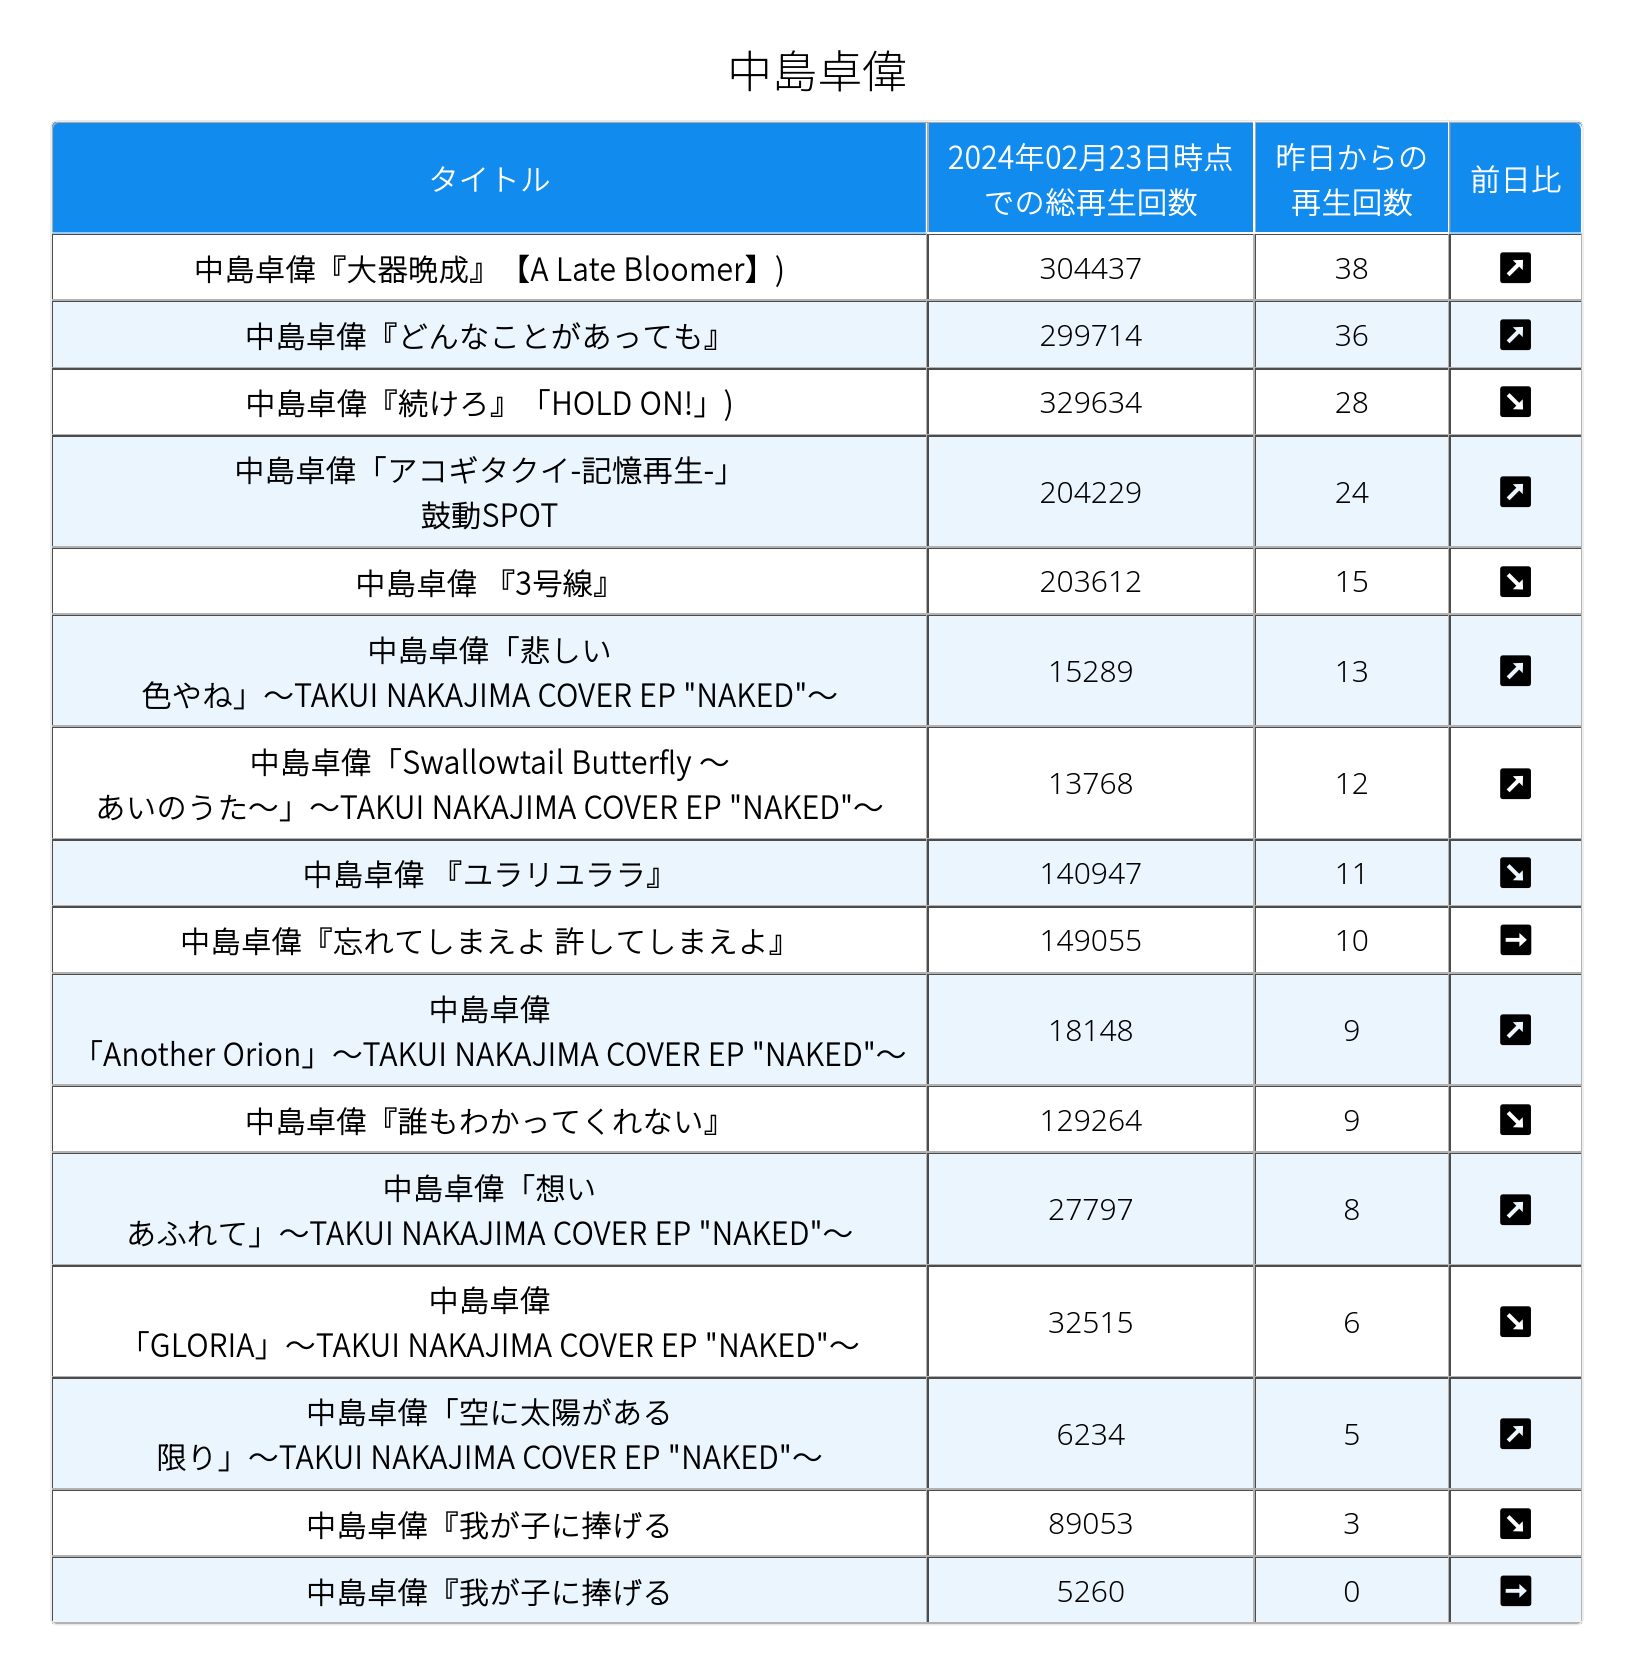 中島卓偉
タイトル
2024年02月23日時点
での総再生回数
昨日からの
再生回数
前日比
中島卓偉『大器晩成』【A Late Bloomer】)
304437
38
中島卓偉『どんなことがあっても』
299714
36
中島卓偉『続けろ』「HOLD ON!」)
329634
28
中島卓偉「アコギタクイ-記憶再生-」
鼓動SPOT
204229
24
中島卓偉 『3号線』
203612
15
中島卓偉「悲しい
色やね」～TAKUI NAKAJIMA COVER EP "NAKED"～
15289
13
中島卓偉「Swallowtail Butterfly ～
あいのうた～」～TAKUI NAKAJIMA COVER EP "NAKED"～
13768
12
中島卓偉 『ユラリユララ』
140947
11
中島卓偉『忘れてしまえよ 許してしまえよ』
149055
10
中島卓偉
「Another Orion」～TAKUI NAKAJIMA COVER EP "NAKED"～
18148
9
中島卓偉『誰もわかってくれない』
129264
9
中島卓偉「想い
あふれて」～TAKUI NAKAJIMA COVER EP "NAKED"～
27797
8
中島卓偉
「GLORIA」～TAKUI NAKAJIMA COVER EP "NAKED"～
32515
6
中島卓偉「空に太陽がある
限り」～TAKUI NAKAJIMA COVER EP "NAKED"～
6234
5
中島卓偉『我が子に捧げる
89053
3
中島卓偉『我が子に捧げる
5260
0